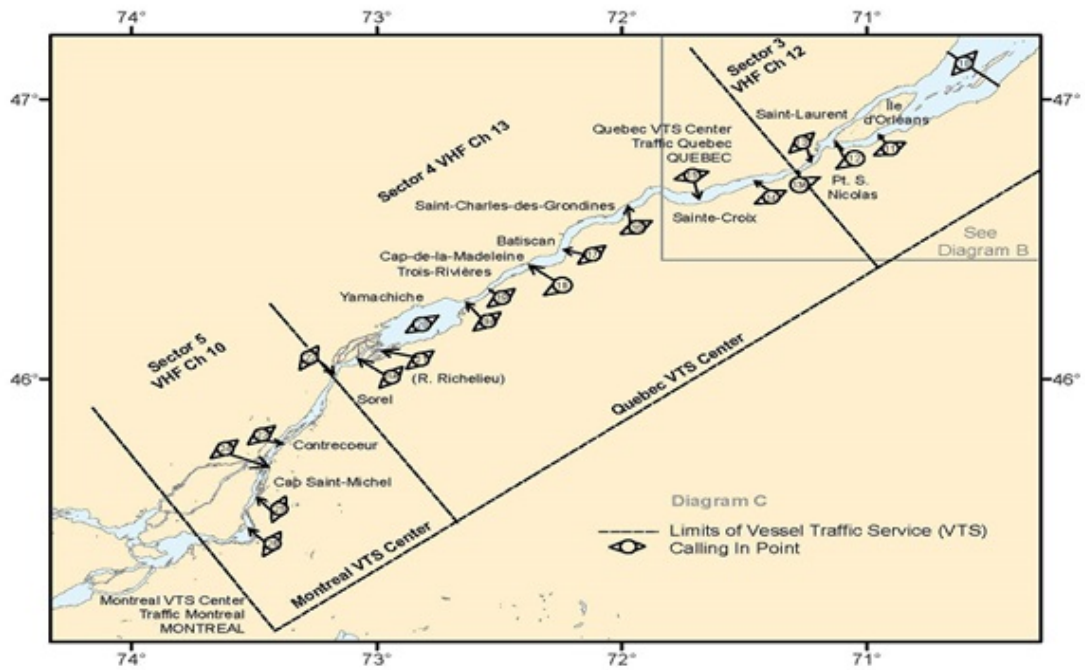 74°
73°
72°
71°
47°
47°
46°
46°
Sector 3
VHF Ch 12
Saint-Laurent
Île
d'Orléans
Quebec VTS Center
Traffic Quebec
QUEBEC
Sector 4 VHF Ch 13
Pt. S.
Nicolas
Saint-Charles-des-Grondines
Sainte-Croix
See
Diagram B
Batiscan
Cap-de-la-Madeleine
Trois-Rivières
Yamachiche
Sector 5
VHF Ch 10
(R. Richelieu)
Sorel
Quebec VTS Center
Contrecoeur
Cap Saint-Michel
Diagram C
Limits of Vessel Traffic Service (VTS)
Calling In Point
Montreal VTS Center
Montreal VTS Center
Traffic Montreal
MONTREAL
74°
73°
72°
71°